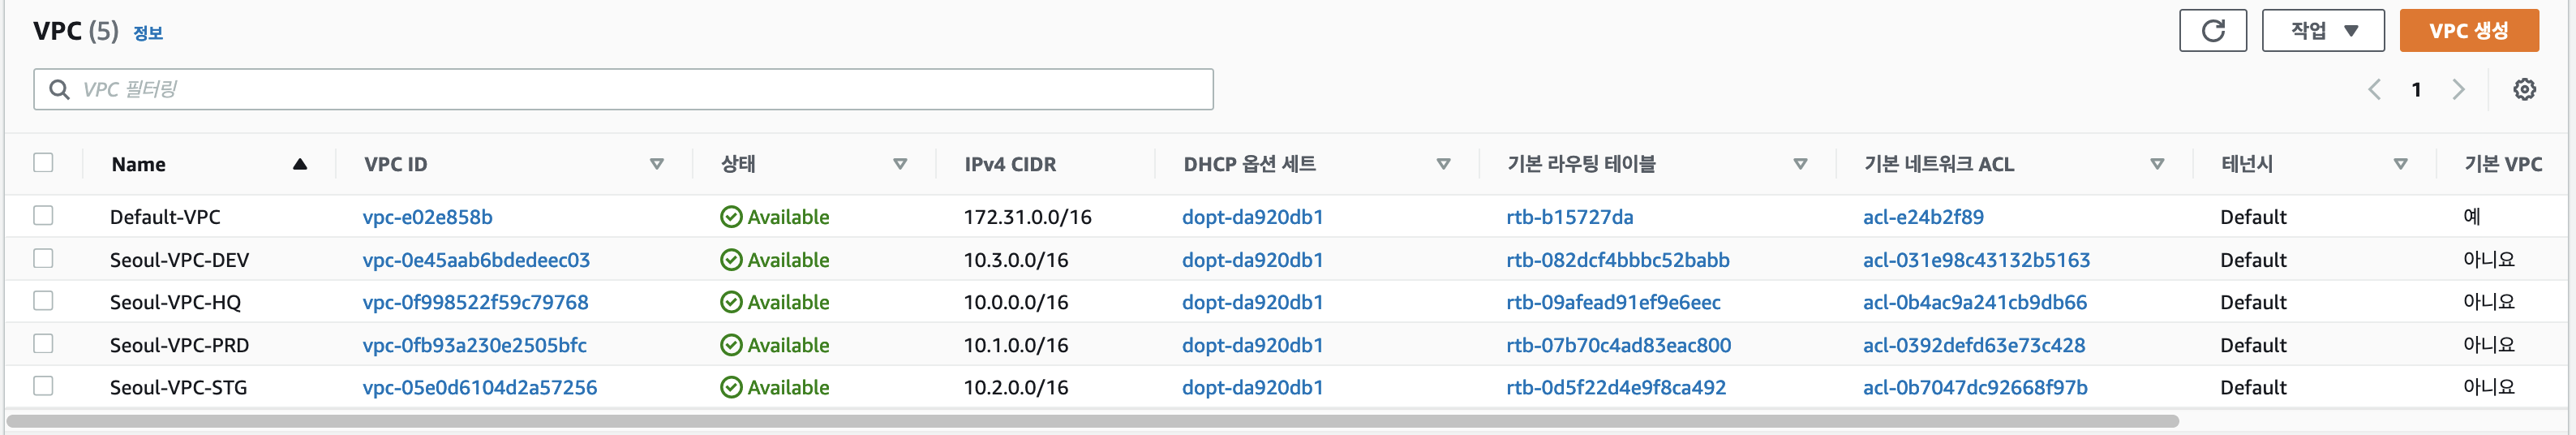 VPC (5) 정보 작업 VPC 생성
VPC 필터링 1
Name VPC ID 상태 IPv4 CIDR DHCP 옵션 세트 기본 라우팅 테이블 기본 네트워크 ACL 테넌시 기본 VPC
Default-VPC vpc-e02e858b Available 172.31.0.0/16 dopt-da920db1 rtb-b15727da acl-e24b2f89 Default 예
Seoul-VPC-DEV vpc-0e45aab6bdedeec03 Available 10.3.0.0/16 dopt-da920db1 rtb-082dcf4bbbc52babb acl-031e98c43132b5163 Default 아니요
Seoul-VPC-HQ vpc-0f998522f59c79768 Available 10.0.0.0/16 dopt-da920db1 rtb-09afead91ef9e6eec acl-0b4ac9a241cb9db66 Default 아니요
Seoul-VPC-PRD vpc-0fb93a230e2505bfc Available 10.1.0.0/16 dopt-da920db1 rtb-07b70c4ad83eac800 acl-0392defd63e73c428 Default 아니요
Seoul-VPC-STG vpc-05e0d6104d2a57256 Available 10.2.0.0/16 dopt-da920db1 rtb-0d5f22d4e9f8ca492 acl-0b7047dc92668f97b Default 아니요